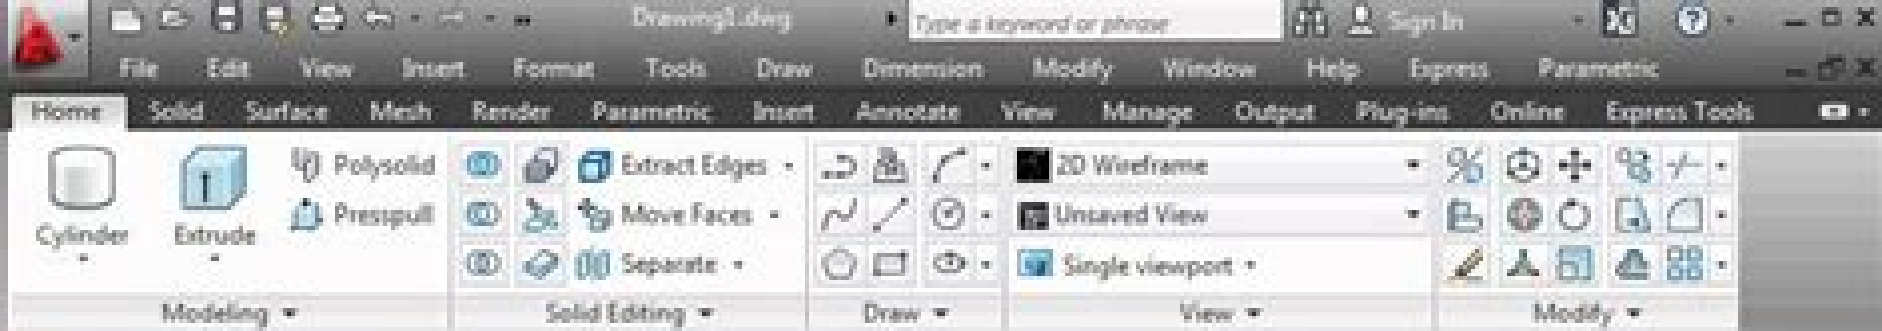 Drawing1.dwg Type a keyword or phrase Sign In
File Edit View Insert Format Tools Draw Dimension Modify Window Help Express Parametric
Home Solid Surface Mesh Render Parametric Insert Annotate View Manage Output Plug-ins Online Express Tools
Cylinder
Extrude
Polysolid
Presspull
Modeling
Extract Edges
Move Faces
Separate
Solid Editing
Draw
2D Wireframe
Unsaved View
Single viewport
View
Modify